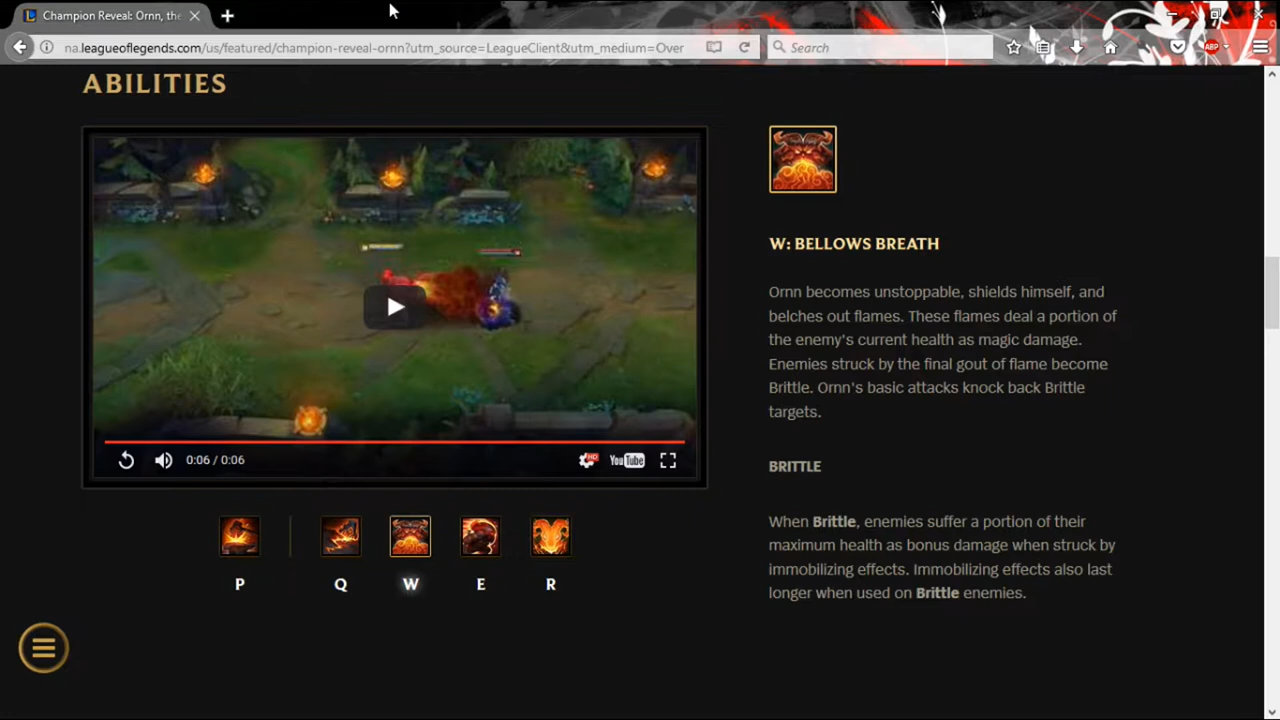 Champion Reveal: Ornn, the
na.leagueoflegends.com/us/featured/champion-reveal-ornn?utm_source=LeagueClient&utm_medium=Over
Search
ABP
ABILITIES
W: BELLOWS BREATH
Ornn becomes unstoppable, shields himself, and
belches out flames. These flames deal a portion of
the enemy's current health as magic damage.
Enemies struck by the final gout of flame become
Brittle. Ornn's basic attacks knock back Brittle
targets.
BRITTLE
When Brittle, enemies suffer a portion of their
maximum health as bonus damage when struck by
immobilizing effects. Immobilizing effects also last
longer when used on Brittle enemies.
0:06 / 0:06
HD
YouTube
P
Q
W
E
R